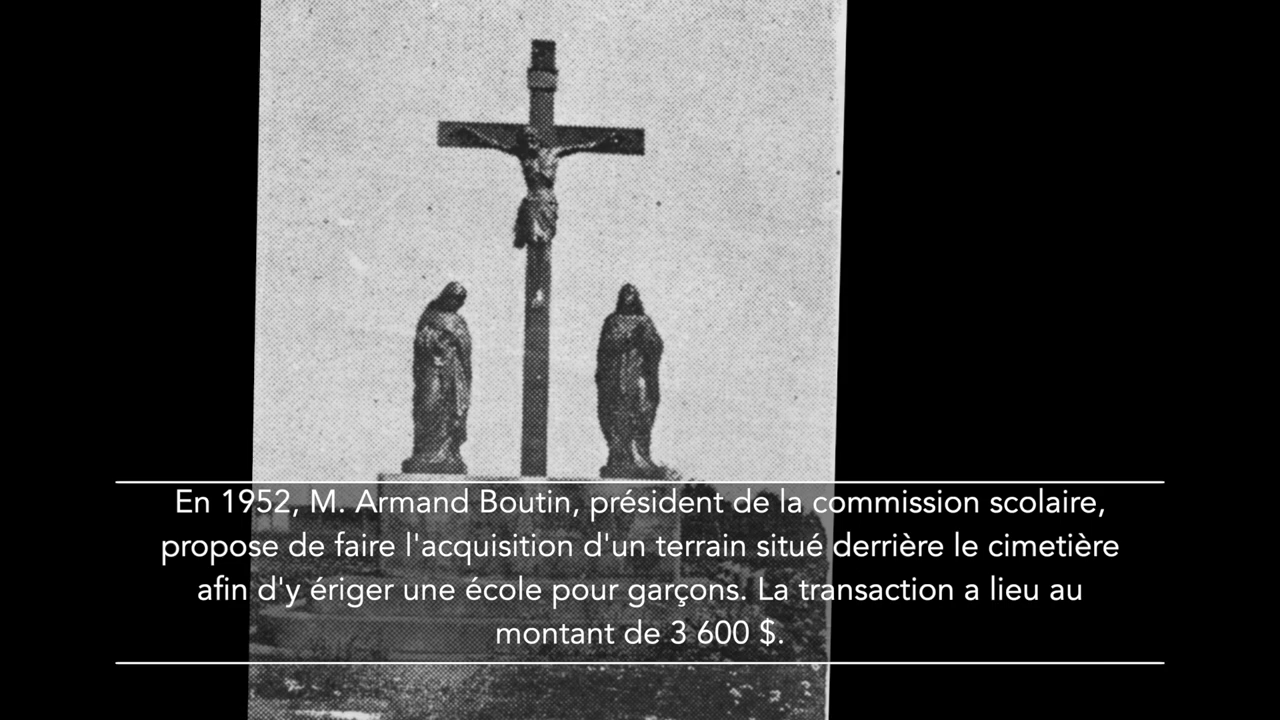 En 1952, M. Armand Boutin, président de la commission scolaire,
propose de faire l'acquisition d'un terrain situé derrière le cimetière
afin d'y ériger une école pour garçons. La transaction a lieu au
montant de 3 600 $.